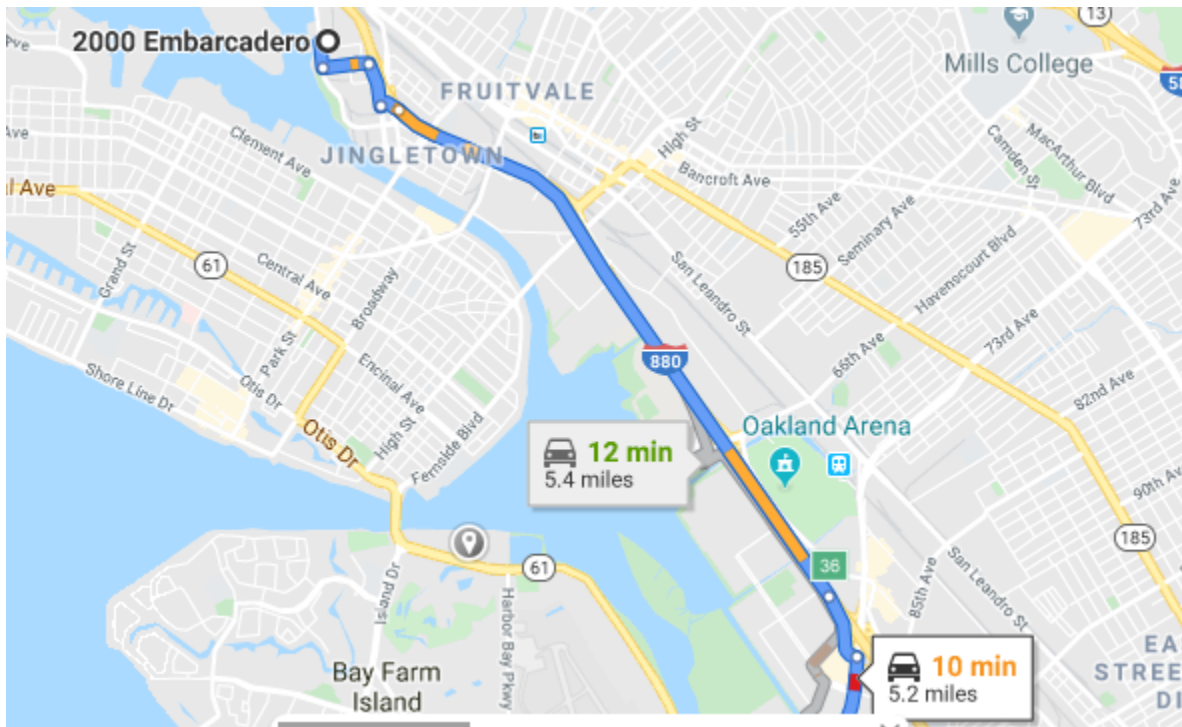 2000 Embarcadero
13
Mills College
FRUITVALE
High St
Camden St
MacArthur Blvd
Clement Ave
JINGLETOWN
Bancroft Ave
al Ave
55th Ave
Seminary Ave
73rd Ave
Grand St
61
Central Ave
Broadway
San Leandro St
185
Havenscourt Blvd
Park St
880
66th Ave
73rd Ave
Shore Line Dr
Otis Dr
Encinal Ave
82nd Ave
Otis Dr
High St
Fernside Blvd
12 min
5.4 miles
Oakland Arena
90th Av
185
61
36
85th Ave
San Leandro St
Island Dr
Harbor Bay Pkwy
Bay Farm
Island
10 min
5.2 miles
EA
STREE
DI